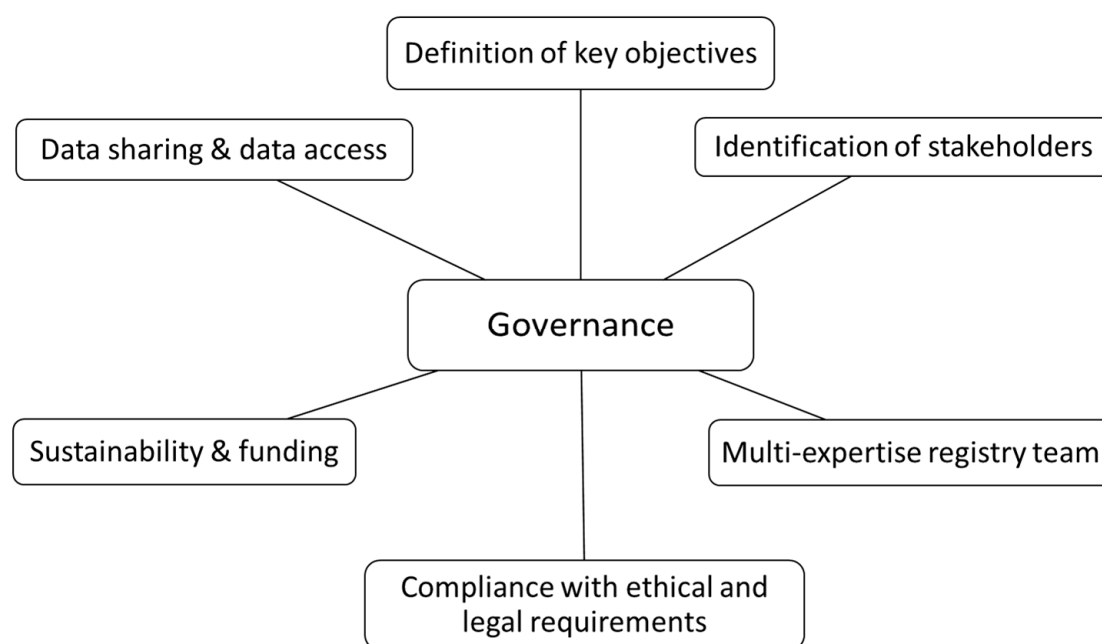 Definition of key objectives
Data sharing & data access
Identification of stakeholders
Governance
Sustainability & funding
Multi-expertise registry team
Compliance with ethical and
legal requirements